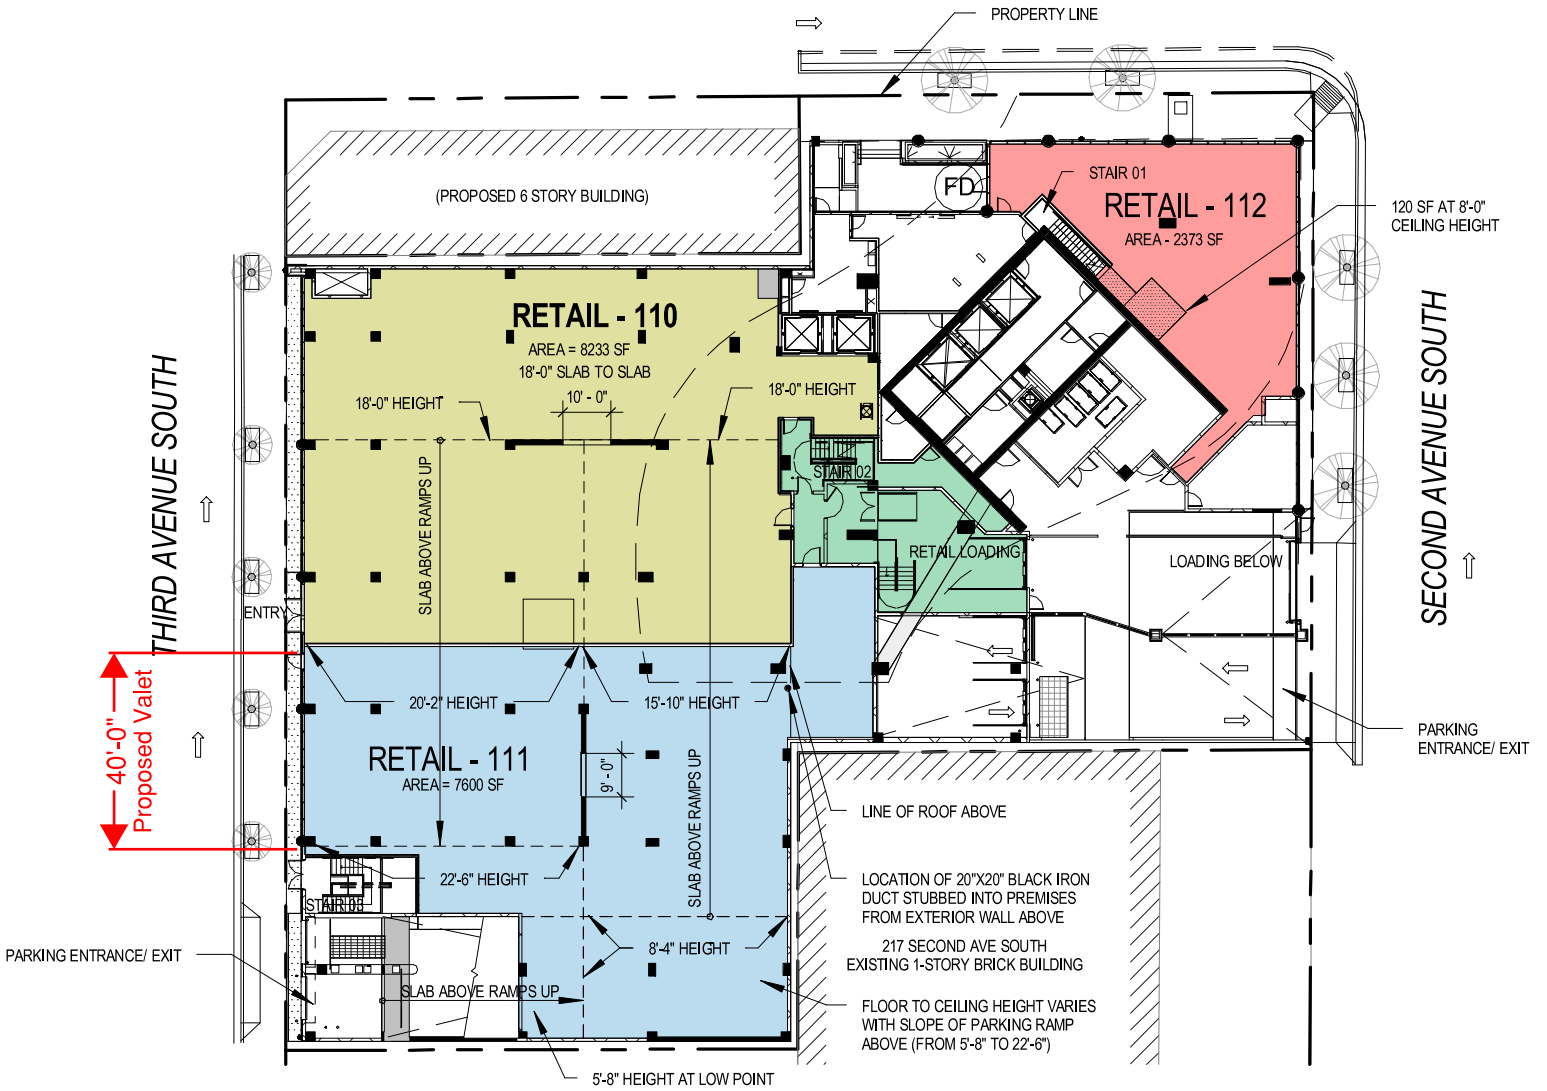 PROPERTY LINE
(PROPOSED 6 STORY BUILDING)
FD
STAIR 01
RETAIL - 112
AREA - 2373 SF
120 SF AT 8'-0"
CEILING HEIGHT
RETAIL - 110
AREA = 8233 SF
18'-0" SLAB TO SLAB
10' - 0"
18'-0" HEIGHT
18'-0" HEIGHT
THIRD AVENUE SOUTH
SECOND AVENUE SOUTH
SLAB ABOVE RAMPS UP
STAIR 02
RETAIL LOADING
LOADING BELOW
ENTRY
40'-0"
Proposed Valet
20'-2" HEIGHT
15'-10" HEIGHT
RETAIL - 111
AREA = 7600 SF
9' - 0"
SLAB ABOVE RAMPS UP
PARKING
ENTRANCE/ EXIT
LINE OF ROOF ABOVE
22'-6" HEIGHT
LOCATION OF 20"X20" BLACK IRON
DUCT STUBBED INTO PREMISES
FROM EXTERIOR WALL ABOVE
STAIR 03
8'-4" HEIGHT
217 SECOND AVE SOUTH
EXISTING 1-STORY BRICK BUILDING
PARKING ENTRANCE/ EXIT
SLAB ABOVE RAMPS UP
FLOOR TO CEILING HEIGHT VARIES
WITH SLOPE OF PARKING RAMP
ABOVE (FROM 5'-8" TO 22'-6")
5'-8" HEIGHT AT LOW POINT